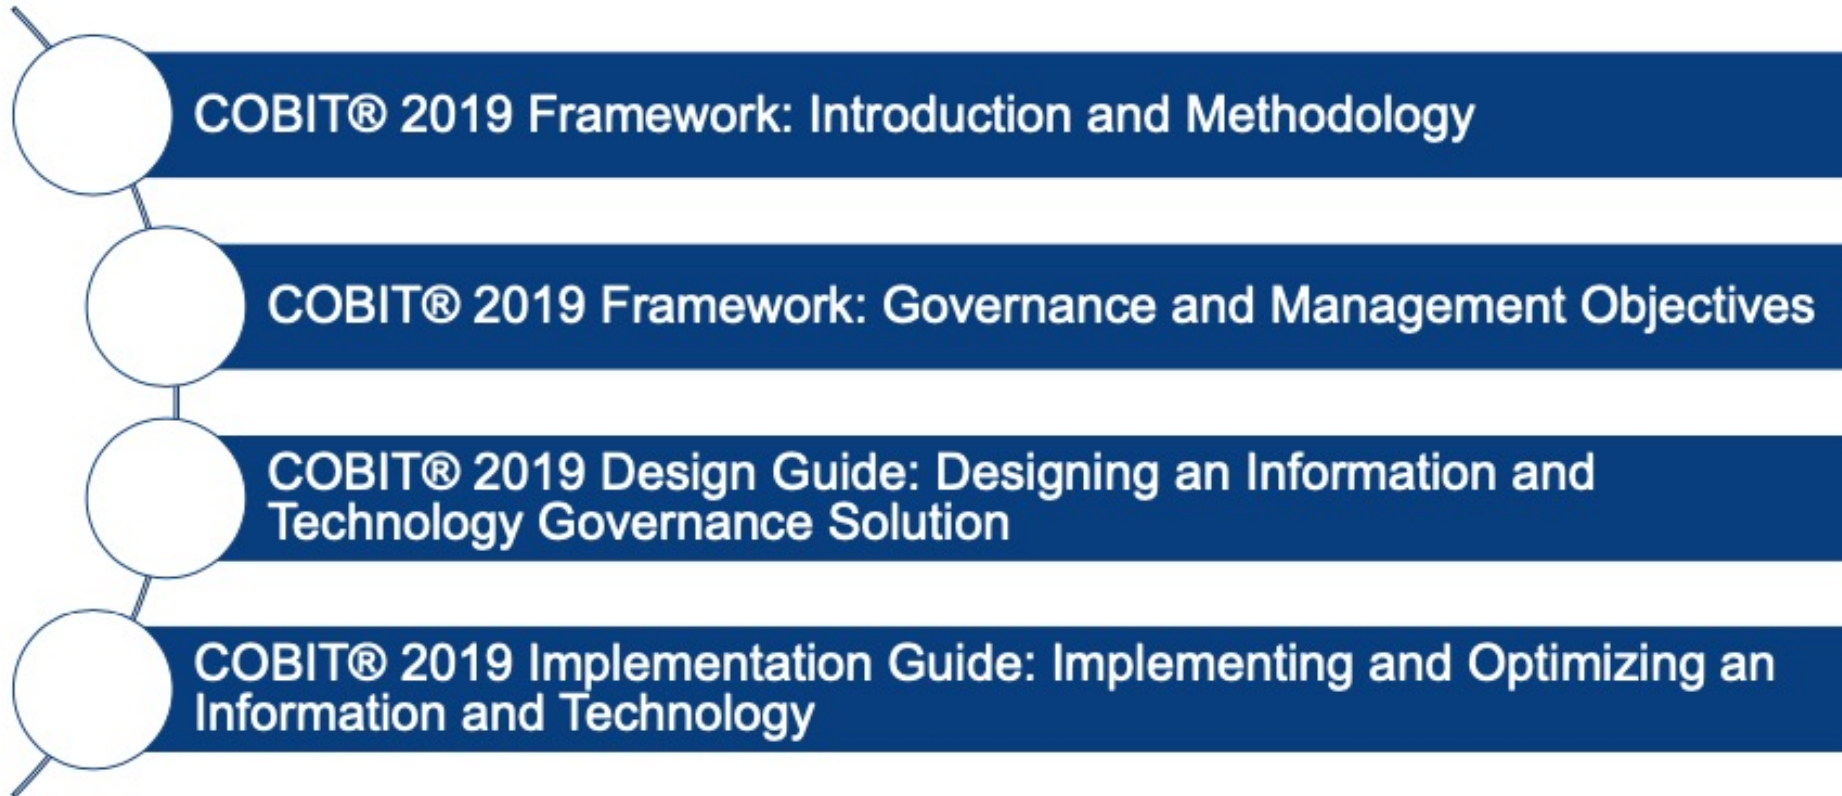 COBIT® 2019 Framework: Introduction and Methodology
COBIT® 2019 Framework: Governance and Management Objectives
COBIT® 2019 Design Guide: Designing an Information and
Technology Governance Solution
COBIT® 2019 Implementation Guide: Implementing and Optimizing an
Information and Technology